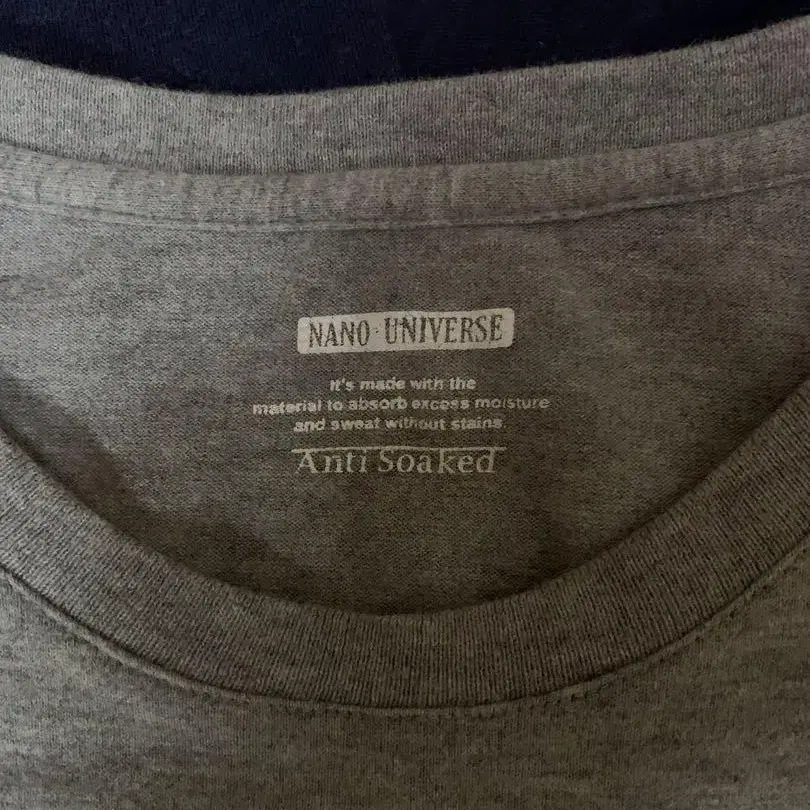 NANO·UNIVERSE
It's made with the
material to absorb excess moisture
and sweat without stains.
Anti Soaked